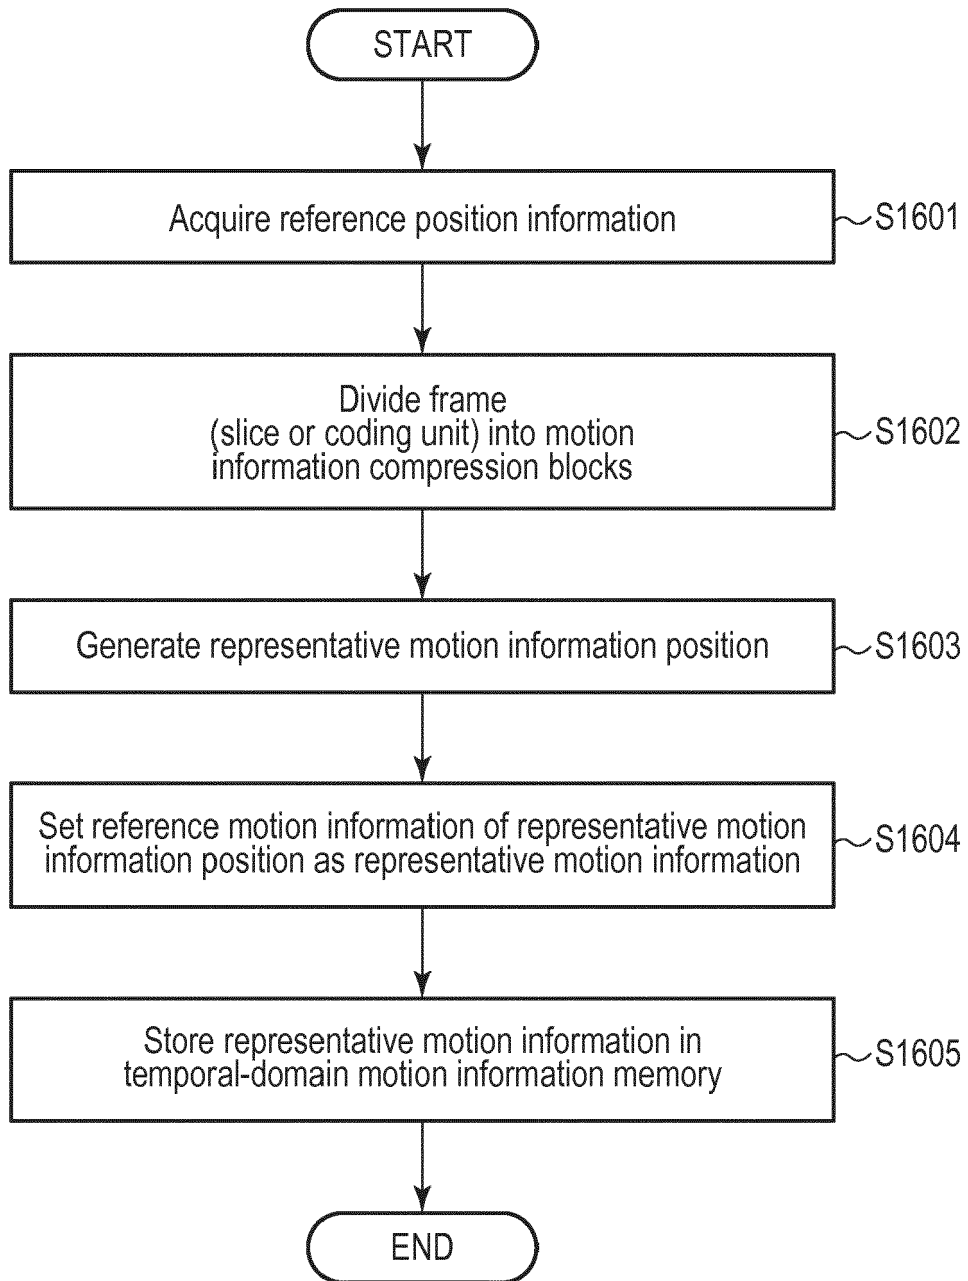 START
Acquire reference position information
S1601
Divide frame
(slice or coding unit) into motion
information compression blocks
S1602
Generate representative motion information position
S1603
Set reference motion information of representative motion
information position as representative motion information
S1604
Store representative motion information in
temporal-domain motion information memory
S1605
END